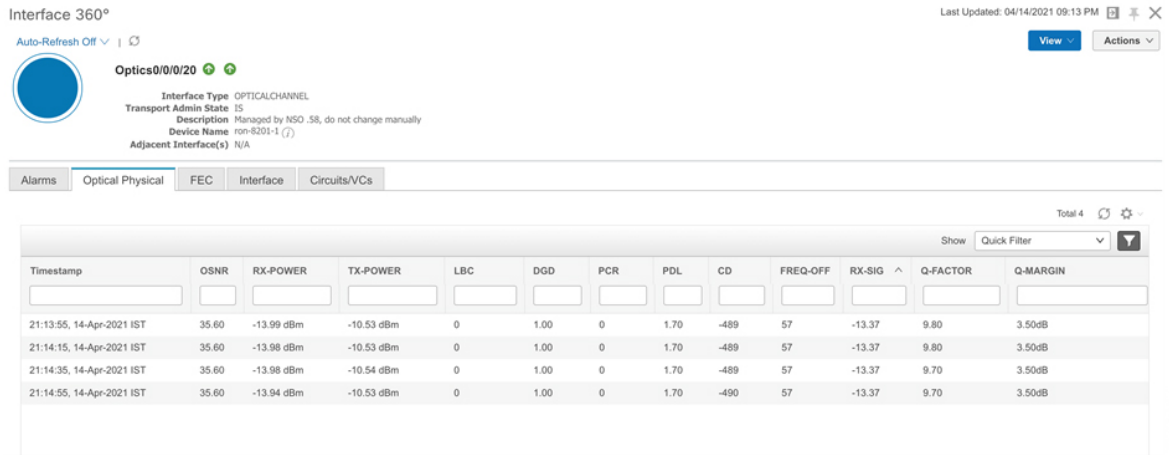 Interface 360°
Last Updated: 04/14/2021 09:13 PM
Auto-Refresh Off |
View Actions
Optics0/0/0/20
Interface Type OPTICALCHANNEL
Transport Admin State IS
Description Managed by NSO .58, do not change manually
Device Name ron-8201-1
Adjacent Interface(s) N/A
Alarms Optical Physical FEC Interface Circuits/VCs
Total 4
Show Quick Filter
Timestamp OSNR RX-POWER TX-POWER LBC DGD PCR PDL CD FREQ-OFF RX-SIG Q-FACTOR Q-MARGIN
21:13:55, 14-Apr-2021 IST 35.60 -13.99 dBm -10.53 dBm 0 1.00 0 1.70 -489 57 -13.37 9.80 3.50dB
21:14:15, 14-Apr-2021 IST 35.60 -13.98 dBm -10.53 dBm 0 1.00 0 1.70 -489 57 -13.37 9.80 3.50dB
21:14:35, 14-Apr-2021 IST 35.60 -13.98 dBm -10.54 dBm 0 1.00 0 1.70 -489 57 -13.37 9.70 3.50dB
21:14:55, 14-Apr-2021 IST 35.60 -13.94 dBm -10.53 dBm 0 1.00 0 1.70 -490 57 -13.37 9.70 3.50dB